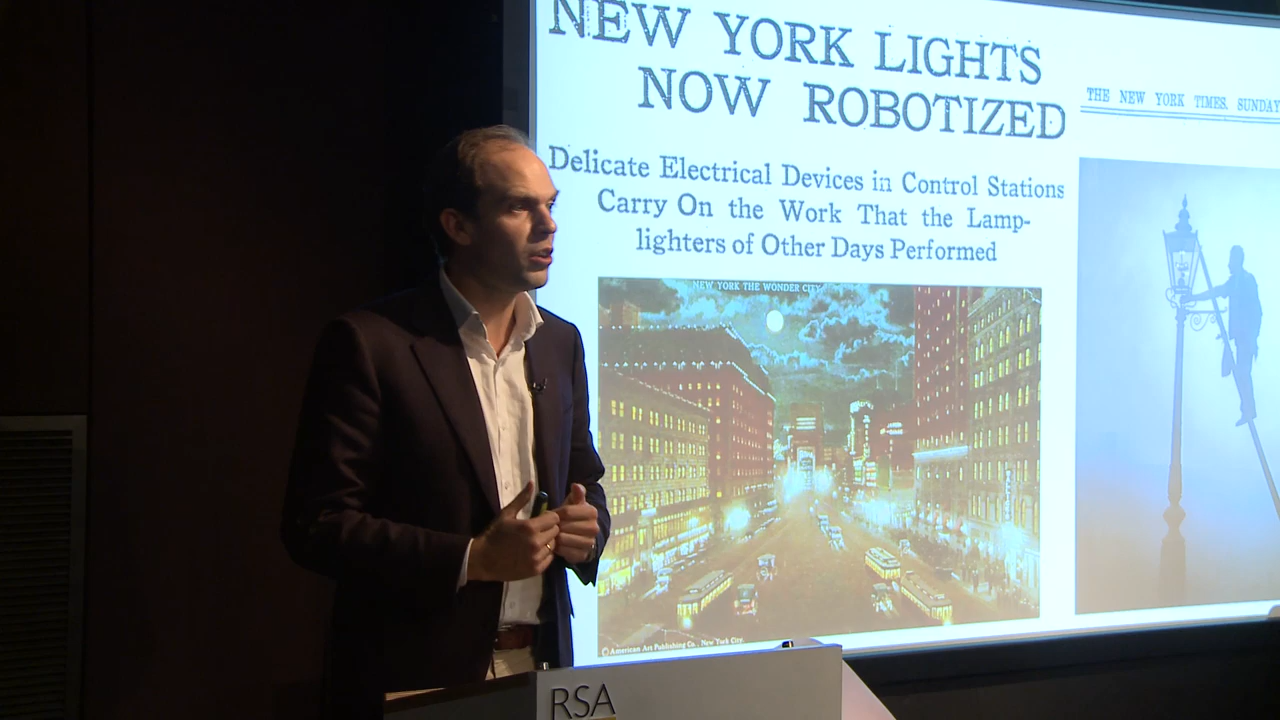 NEW YORK LIGHTS
NOW ROBOTIZED
Delicate Electrical Devices in Control Stations
Carry On the Work That the Lamp-
lighters of Other Days Performed
THE NEW YORK TIMES, SUNDAY
NEW YORK THE WONDER CITY
© American Art Publishing Co., New York City.
RSA